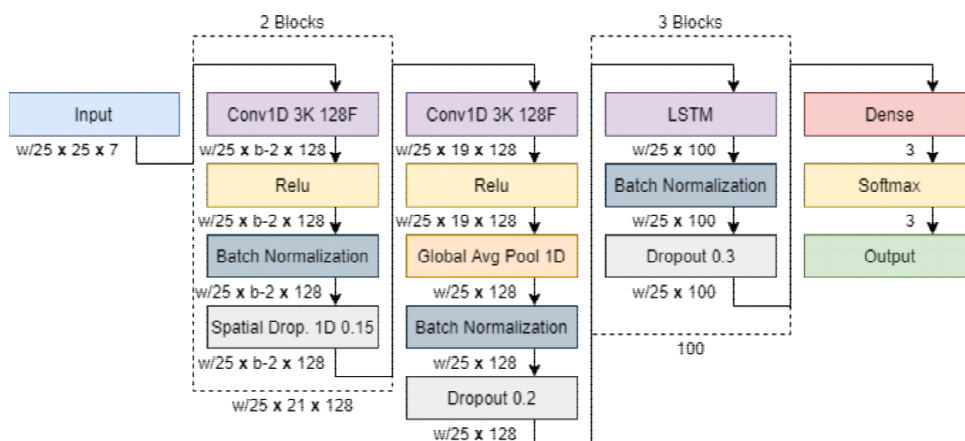 2 Blocks
3 Blocks
Input
w/25 x 25 x 7
Conv1D 3K 128F
w/25 x b-2 x 128
Relu
w/25 x b-2 x 128
Batch Normalization
w/25 x b-2 x 128
Spatial Drop. 1D 0.15
w/25 x b-2 x 128
w/25 x 21 x 128
Conv1D 3K 128F
w/25 x 19 x 128
Relu
w/25 x 19 x 128
Global Avg Pool 1D
w/25 x 128
Batch Normalization
w/25 x 128
Dropout 0.2
w/25 x 128
LSTM
w/25 x 100
Batch Normalization
w/25 x 100
Dropout 0.3
w/25 x 100
100
Dense
3
Softmax
3
Output